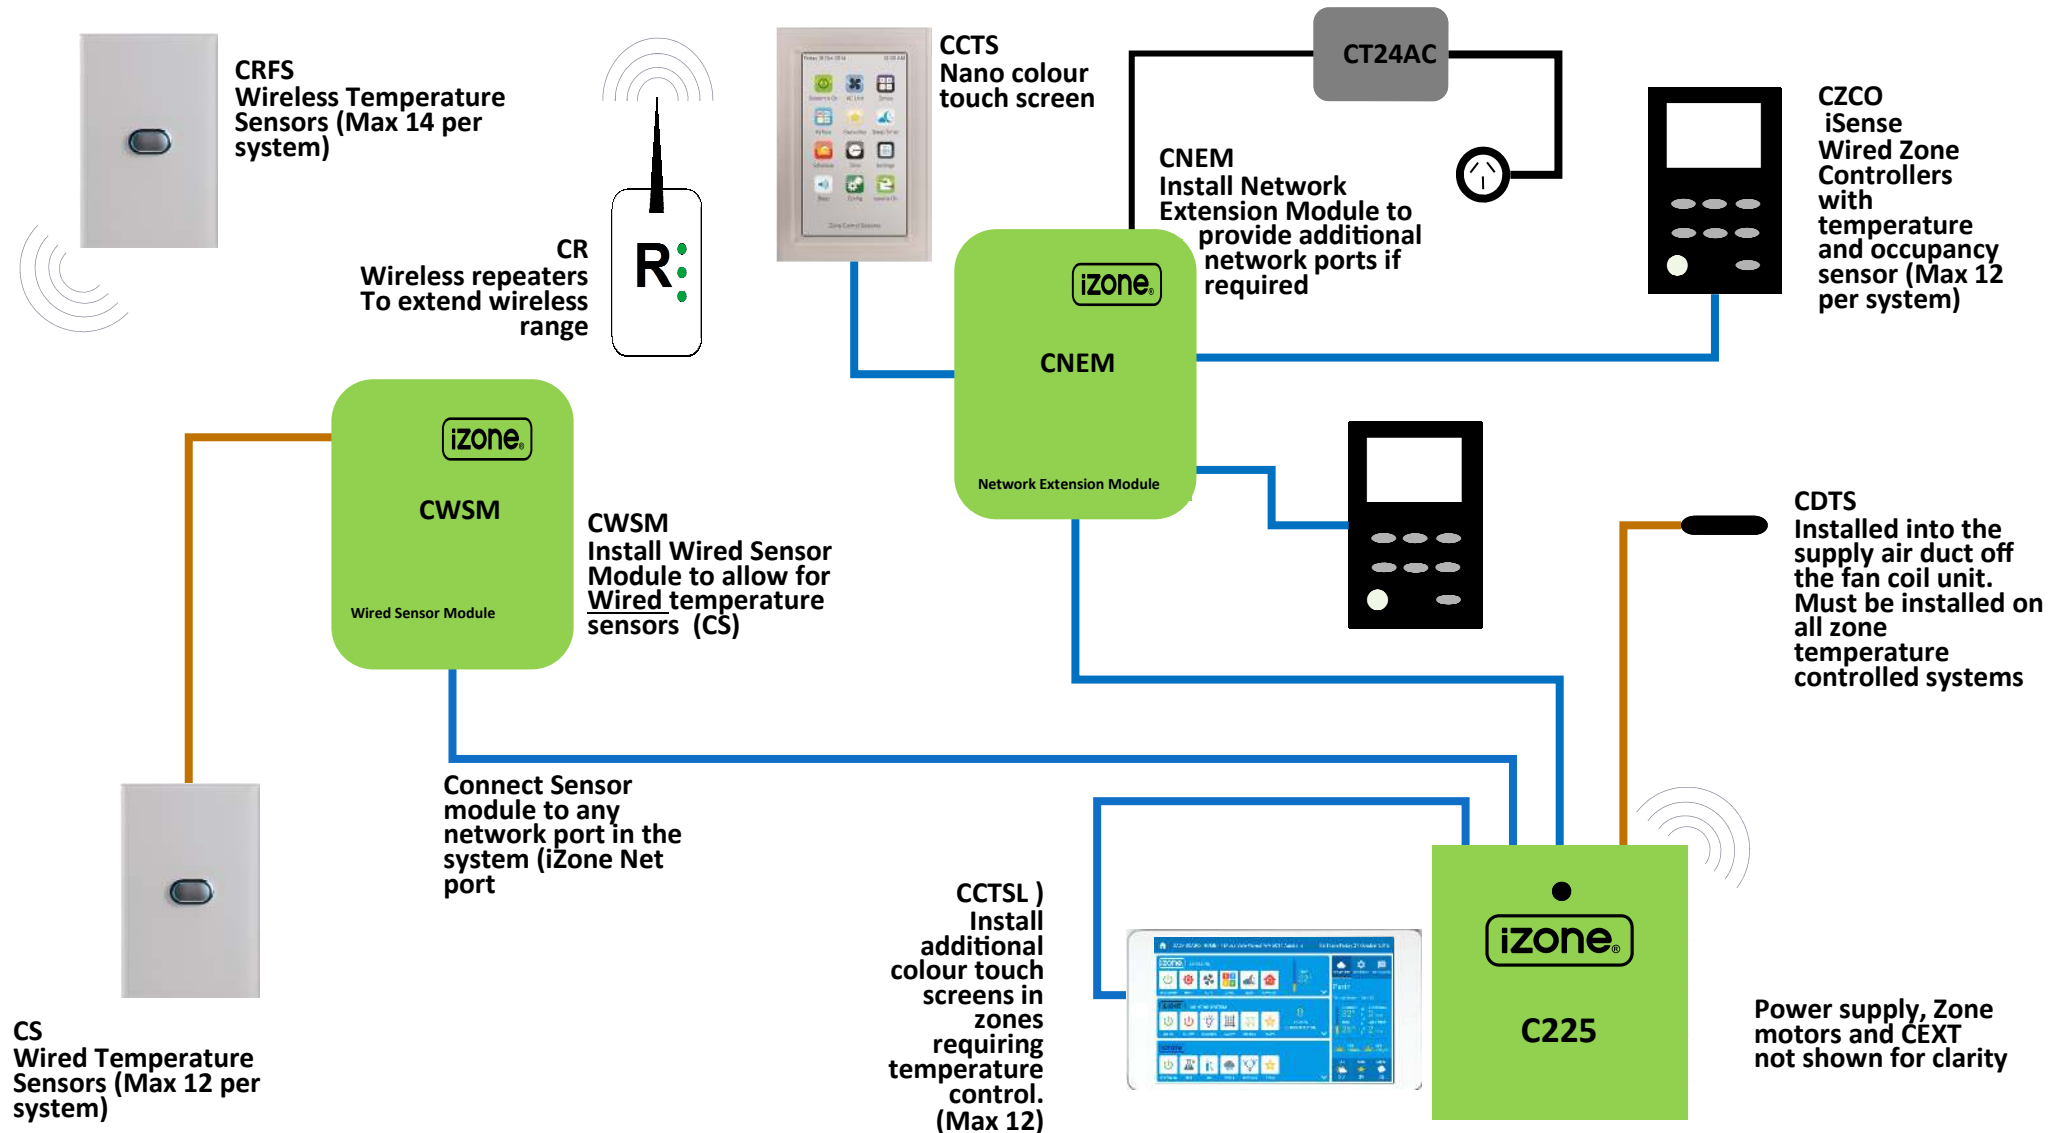 CRFS
Wireless Temperature
Sensors (Max 14 per
system)
CR
Wireless repeaters
To extend wireless
range
R
CCTS
Nano colour
touch screen
CT24AC
CNEM
Install Network
Extension Module to
provide additional
network ports if
required
CZCO
iSense
Wired Zone
Controllers
with
temperature
and occupancy
sensor (Max 12
per system)
izone®
CNEM
Network Extension Module
izone®
CWSM
Wired Sensor Module
CWSM
Install Wired Sensor
Module to allow for
Wired temperature
sensors (CS)
CDTS
Installed into the
supply air duct off
the fan coil unit.
Must be installed on
all zone
temperature
controlled systems
Connect Sensor
module to any
network port in the
system (iZone Net
port
CS
Wired Temperature
Sensors (Max 12 per
system)
CCTSL )
Install
additional
colour touch
screens in
zones
requiring
temperature
control.
(Max 12)
izone
izone®
C225
Power supply, Zone
motors and CEXT
not shown for clarity